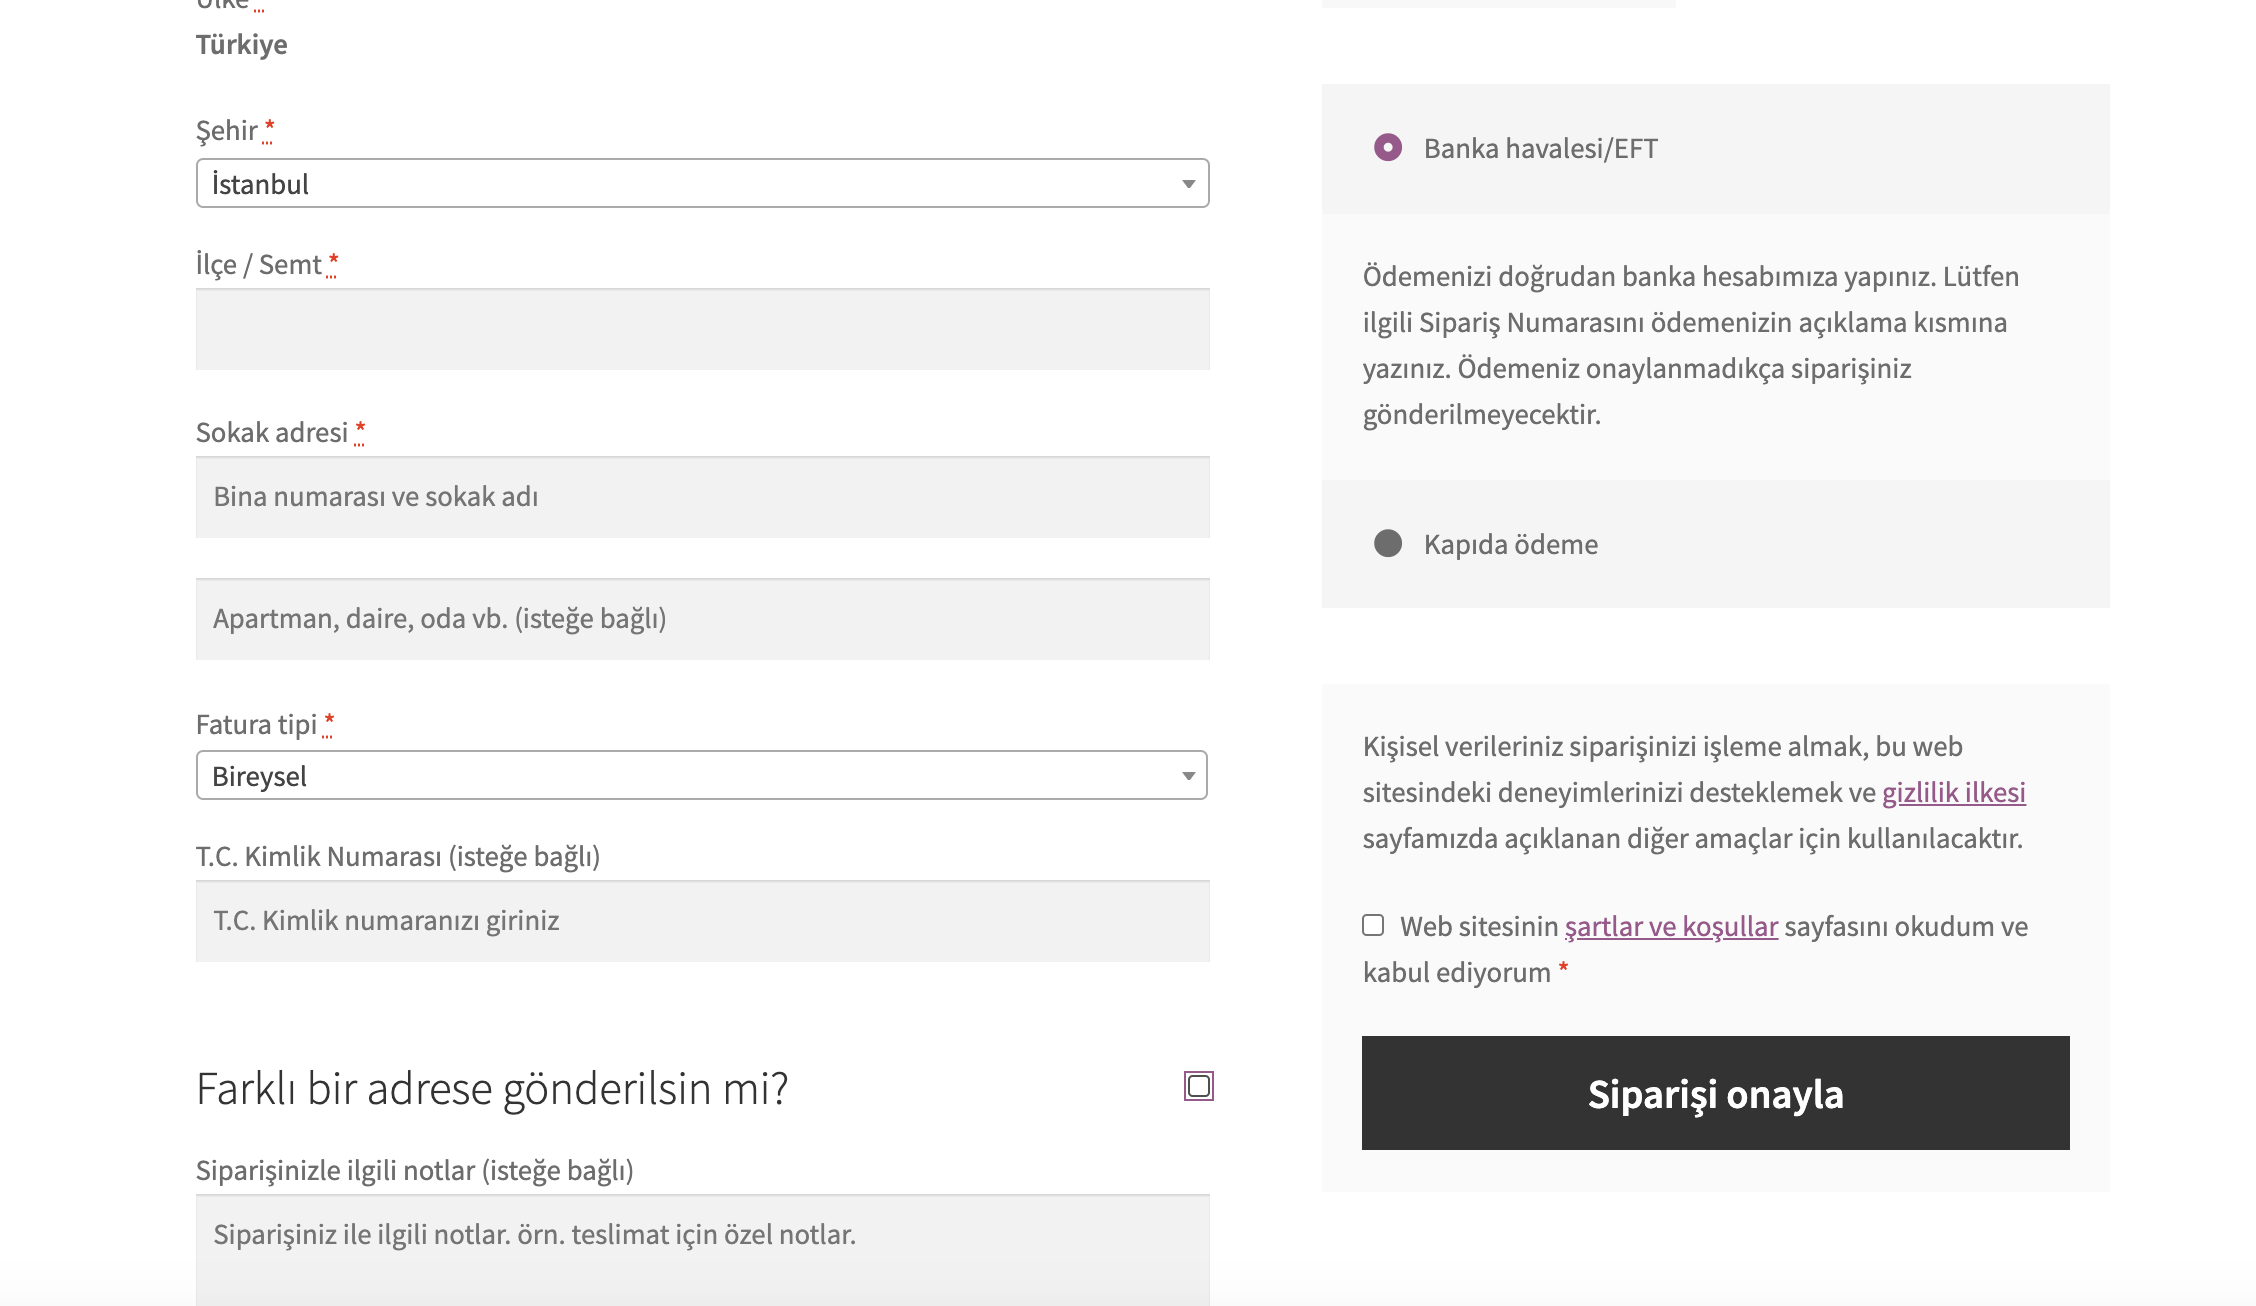 Ülke *
Türkiye
Şehir *
İstanbul
İlçe / Semt *
Sokak adresi *
Bina numarası ve sokak adı
Apartman, daire, oda vb. (isteğe bağlı)
Fatura tipi *
Bireysel
T.C. Kimlik Numarası (isteğe bağlı)
T.C. Kimlik numaranızı giriniz
Farklı bir adrese gönderilsin mi?
Siparişinizle ilgili notlar (isteğe bağlı)
Siparişiniz ile ilgili notlar. örn. teslimat için özel notlar.
Banka havalesi/EFT
Ödemenizi doğrudan banka hesabımıza yapınız. Lütfen
ilgili Sipariş Numarasını ödemenizin açıklama kısmına
yazınız. Ödemeniz onaylanmadıkça siparişiniz
gönderilmeyecektir.
Kapıda ödeme
Kişisel verileriniz siparişinizi işleme almak, bu web
sitesindeki deneyimlerinizi desteklemek ve gizlilik ilkesi
sayfamızda açıklanan diğer amaçlar için kullanılacaktır.
Web sitesinin şartlar ve koşullar sayfasını okudum ve
kabul ediyorum *
Siparişi onayla